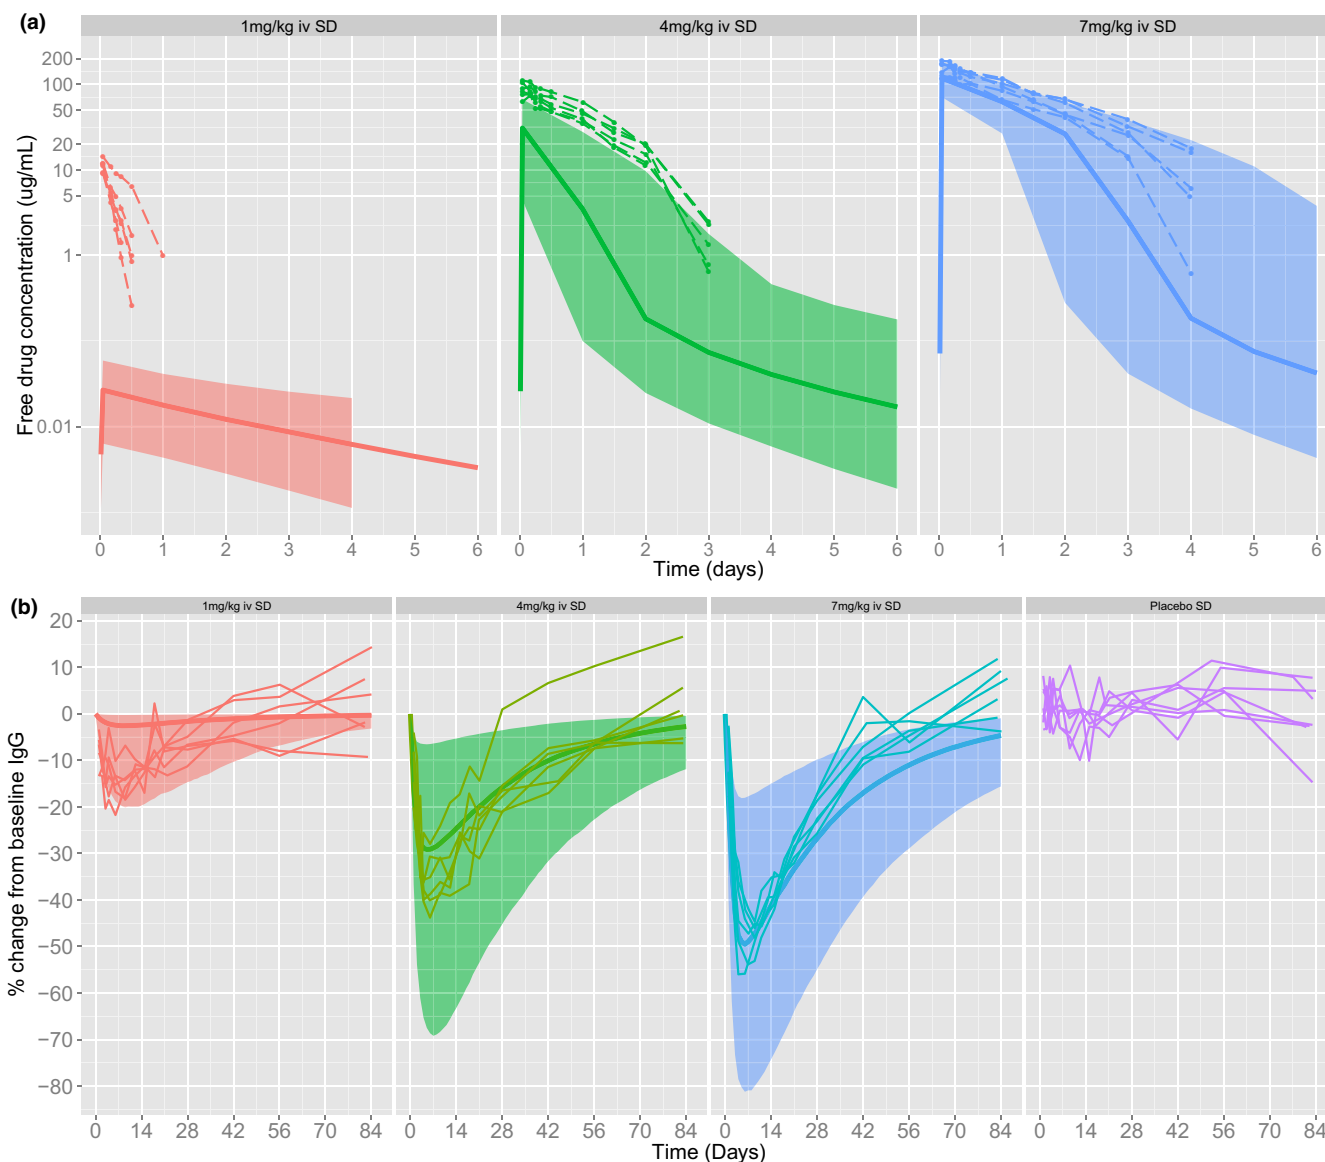 (a)
1mg/kg iv SD 4mg/kg iv SD 7mg/kg iv SD
Free drug concentration (ug/mL)
200
100
50
20
10
5
1
0.01
0 1 2 3 4 5 6 0 1 2 3 4 5 6 0 1 2 3 4 5 6
Time (days)
(b)
1mg/kg iv SD 4mg/kg iv SD 7mg/kg iv SD Placebo SD
% change from baseline IgG
20
10
0
−10
−20
−30
−40
−50
−60
−70
−80
0 14 28 42 56 70 84 0 14 28 42 56 70 84 0 14 28 42 56 70 84 0 14 28 42 56 70 84
Time (Days)